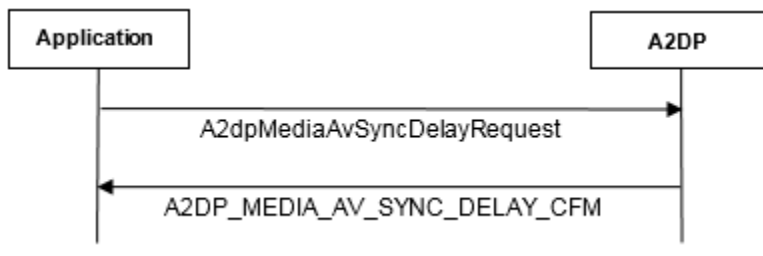 Application
A2DP
A2dpMediaAvSyncDelayRequest
A2DP_MEDIA_AV_SYNC_DELAY_CFM